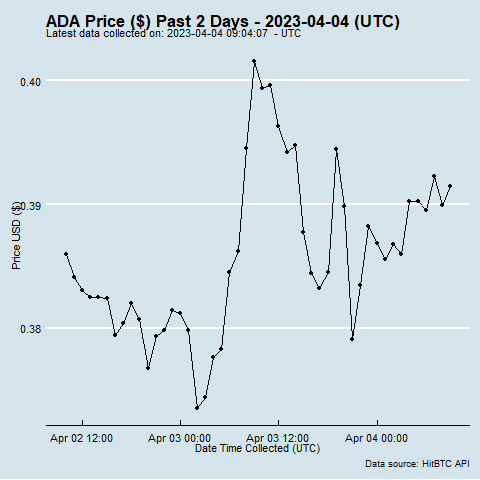 ADA Price ($) Past 2 Days - 2023-04-04 (UTC)
Latest data collected on: 2023-04-04 09:04:07 - UTC
0.40
0.39
0.38
Price USD ($)
Apr 02 12:00
Apr 03 00:00
Apr 03 12:00
Apr 04 00:00
Date Time Collected (UTC)
Data source: HitBTC API